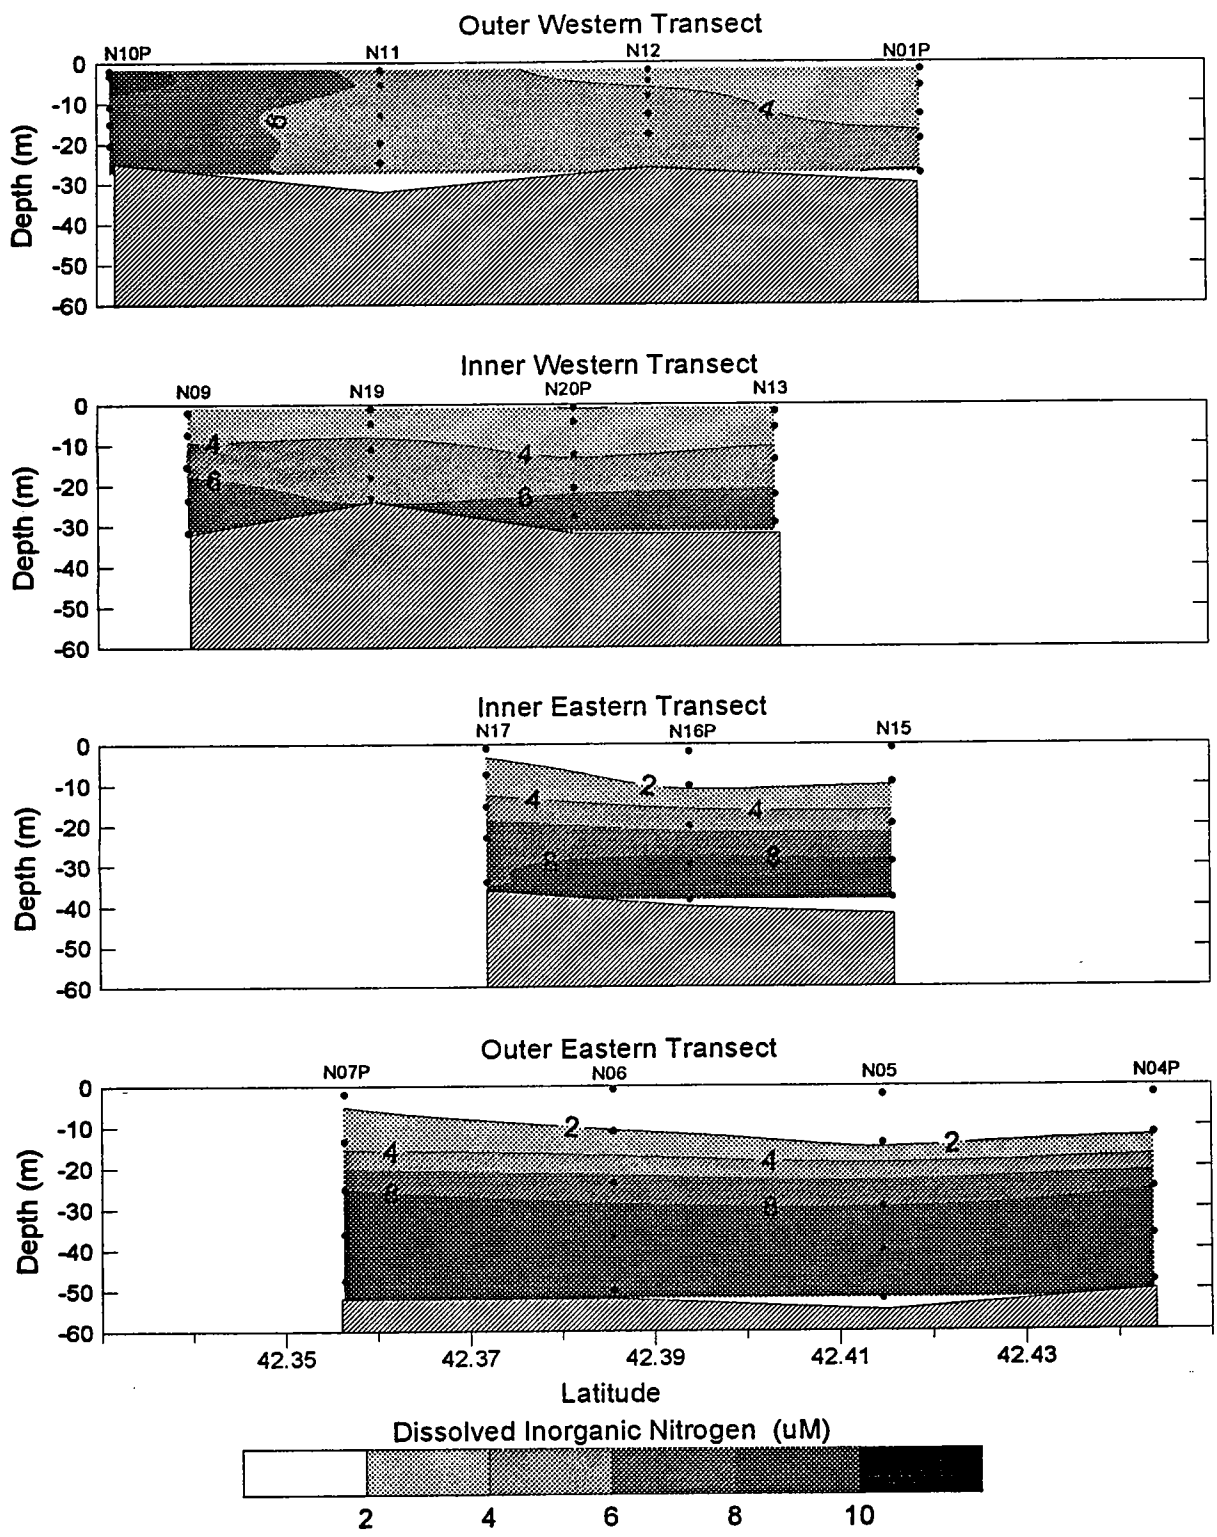 Outer Western Transect
N10P N11 N12 N01P
0
-10
-20
-30
-40
-50
-60
Depth (m)
6
4
Inner Western Transect
N09 N19 N20P N13
0
-10
-20
-30
-40
-50
-60
Depth (m)
4 4
6 6
Inner Eastern Transect
N17 N16P N15
0
-10
-20
-30
-40
-50
-60
Depth (m)
2
4 4
8 8
Outer Eastern Transect
N07P N06 N05 N04P
0
-10
-20
-30
-40
-50
-60
Depth (m)
2 2
4 4
8 8
42.35 42.37 42.39 42.41 42.43
Latitude
Dissolved Inorganic Nitrogen (uM)
2 4 6 8 10